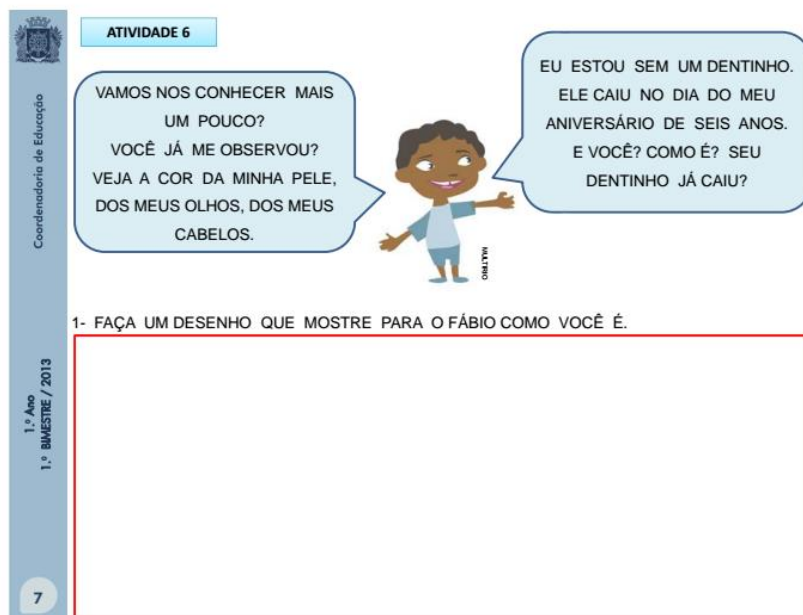 ATIVIDADE 6
VAMOS NOS CONHECER MAIS
UM POUCO?
VOCÊ JÁ ME OBSERVOU?
VEJA A COR DA MINHA PELE,
DOS MEUS OLHOS, DOS MEUS
CABELOS.
EU ESTOU SEM UM DENTINHO.
ELE CAIU NO DIA DO MEU
ANIVERSÁRIO DE SEIS ANOS.
E VOCÊ? COMO É? SEU
DENTINHO JÁ CAIU?
MULTIRIO
1- FAÇA UM DESENHO QUE MOSTRE PARA O FÁBIO COMO VOCÊ É.
Coordenadoria de Educação
1.º Ano
1.º BIMESTRE / 2013
7